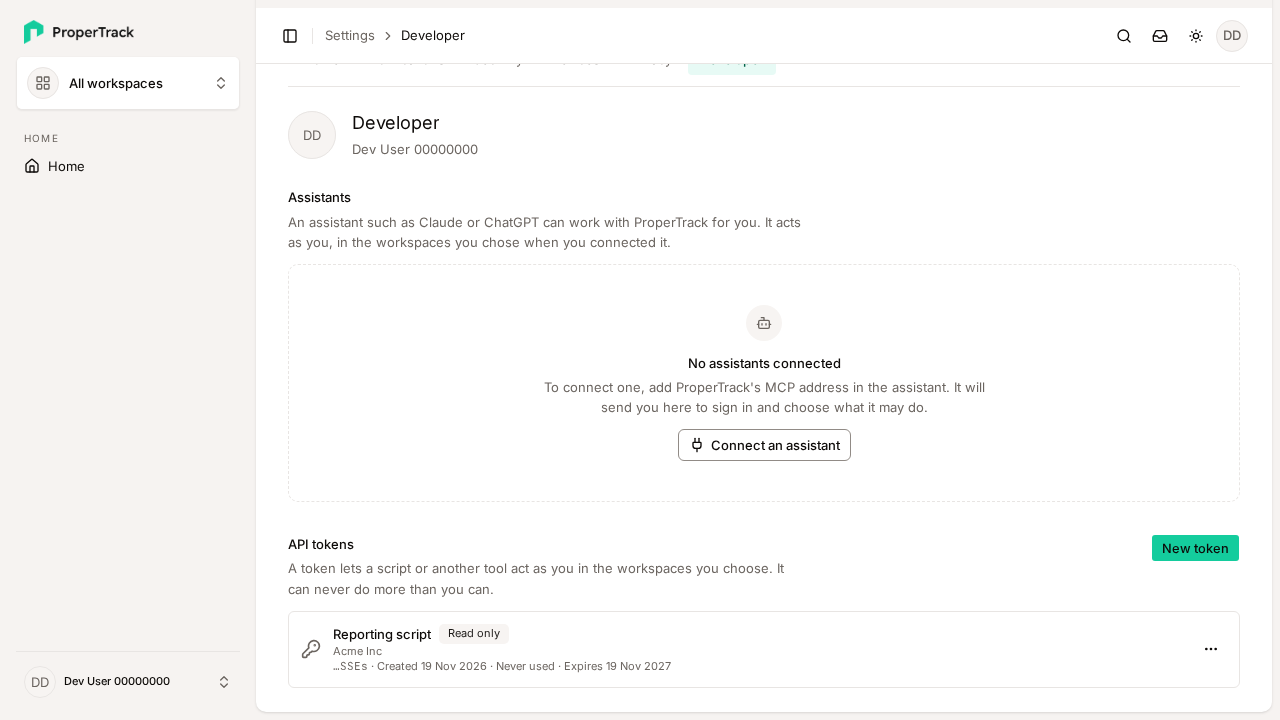 ProperTrack
Settings
Developer
DD
All workspaces
HOME
Home
DD
Developer
Dev User 00000000
Assistants
An assistant such as Claude or ChatGPT can work with ProperTrack for you. It acts
as you, in the workspaces you chose when you connected it.
No assistants connected
To connect one, add ProperTrack's MCP address in the assistant. It will
send you here to sign in and choose what it may do.
Connect an assistant
API tokens
New token
A token lets a script or another tool act as you in the workspaces you choose. It
can never do more than you can.
Reporting script
Read only
Acme Inc
…SSEs · Created 19 Nov 2026 · Never used · Expires 19 Nov 2027
DD
Dev User 00000000